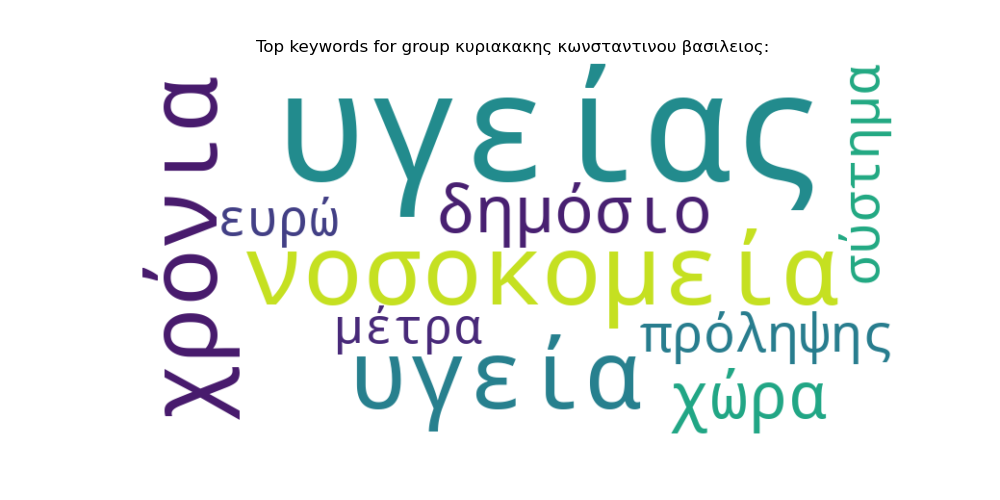 Top keywords for group κυριακακης κωνσταντινου βασιλειος:
χρόνια
υγείας
σύστημα
ευρώ
δημόσιο
νοσοκομεία
μέτρα
πρόληψης
υγεία
χώρα